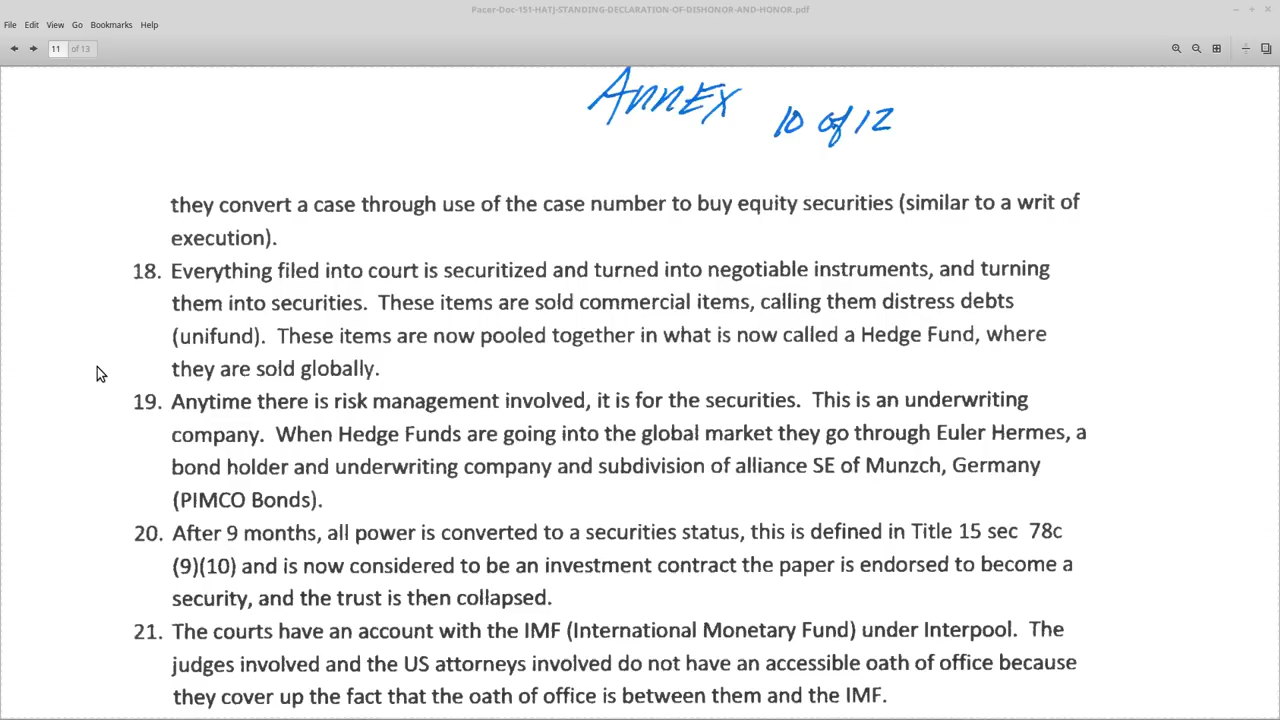 Pacer-Doc-151-HATJ-STANDING-DECLARATION-OF-DISHONOR-AND-HONOR.pdf
File Edit View Go Bookmarks Help
11 of 13
ANNEX 10 of 12
they convert a case through use of the case number to buy equity securities (similar to a writ of
execution).
18. Everything filed into court is securitized and turned into negotiable instruments, and turning
them into securities. These items are sold commercial items, calling them distress debts
(unifund). These items are now pooled together in what is now called a Hedge Fund, where
they are sold globally.
19. Anytime there is risk management involved, it is for the securities. This is an underwriting
company. When Hedge Funds are going into the global market they go through Euler Hermes, a
bond holder and underwriting company and subdivision of alliance SE of Munzch, Germany
(PIMCO Bonds).
20. After 9 months, all power is converted to a securities status, this is defined in Title 15 sec 78c
(9)(10) and is now considered to be an investment contract the paper is endorsed to become a
security, and the trust is then collapsed.
21. The courts have an account with the IMF (International Monetary Fund) under Interpol. The
judges involved and the US attorneys involved do not have an accessible oath of office because
they cover up the fact that the oath of office is between them and the IMF.